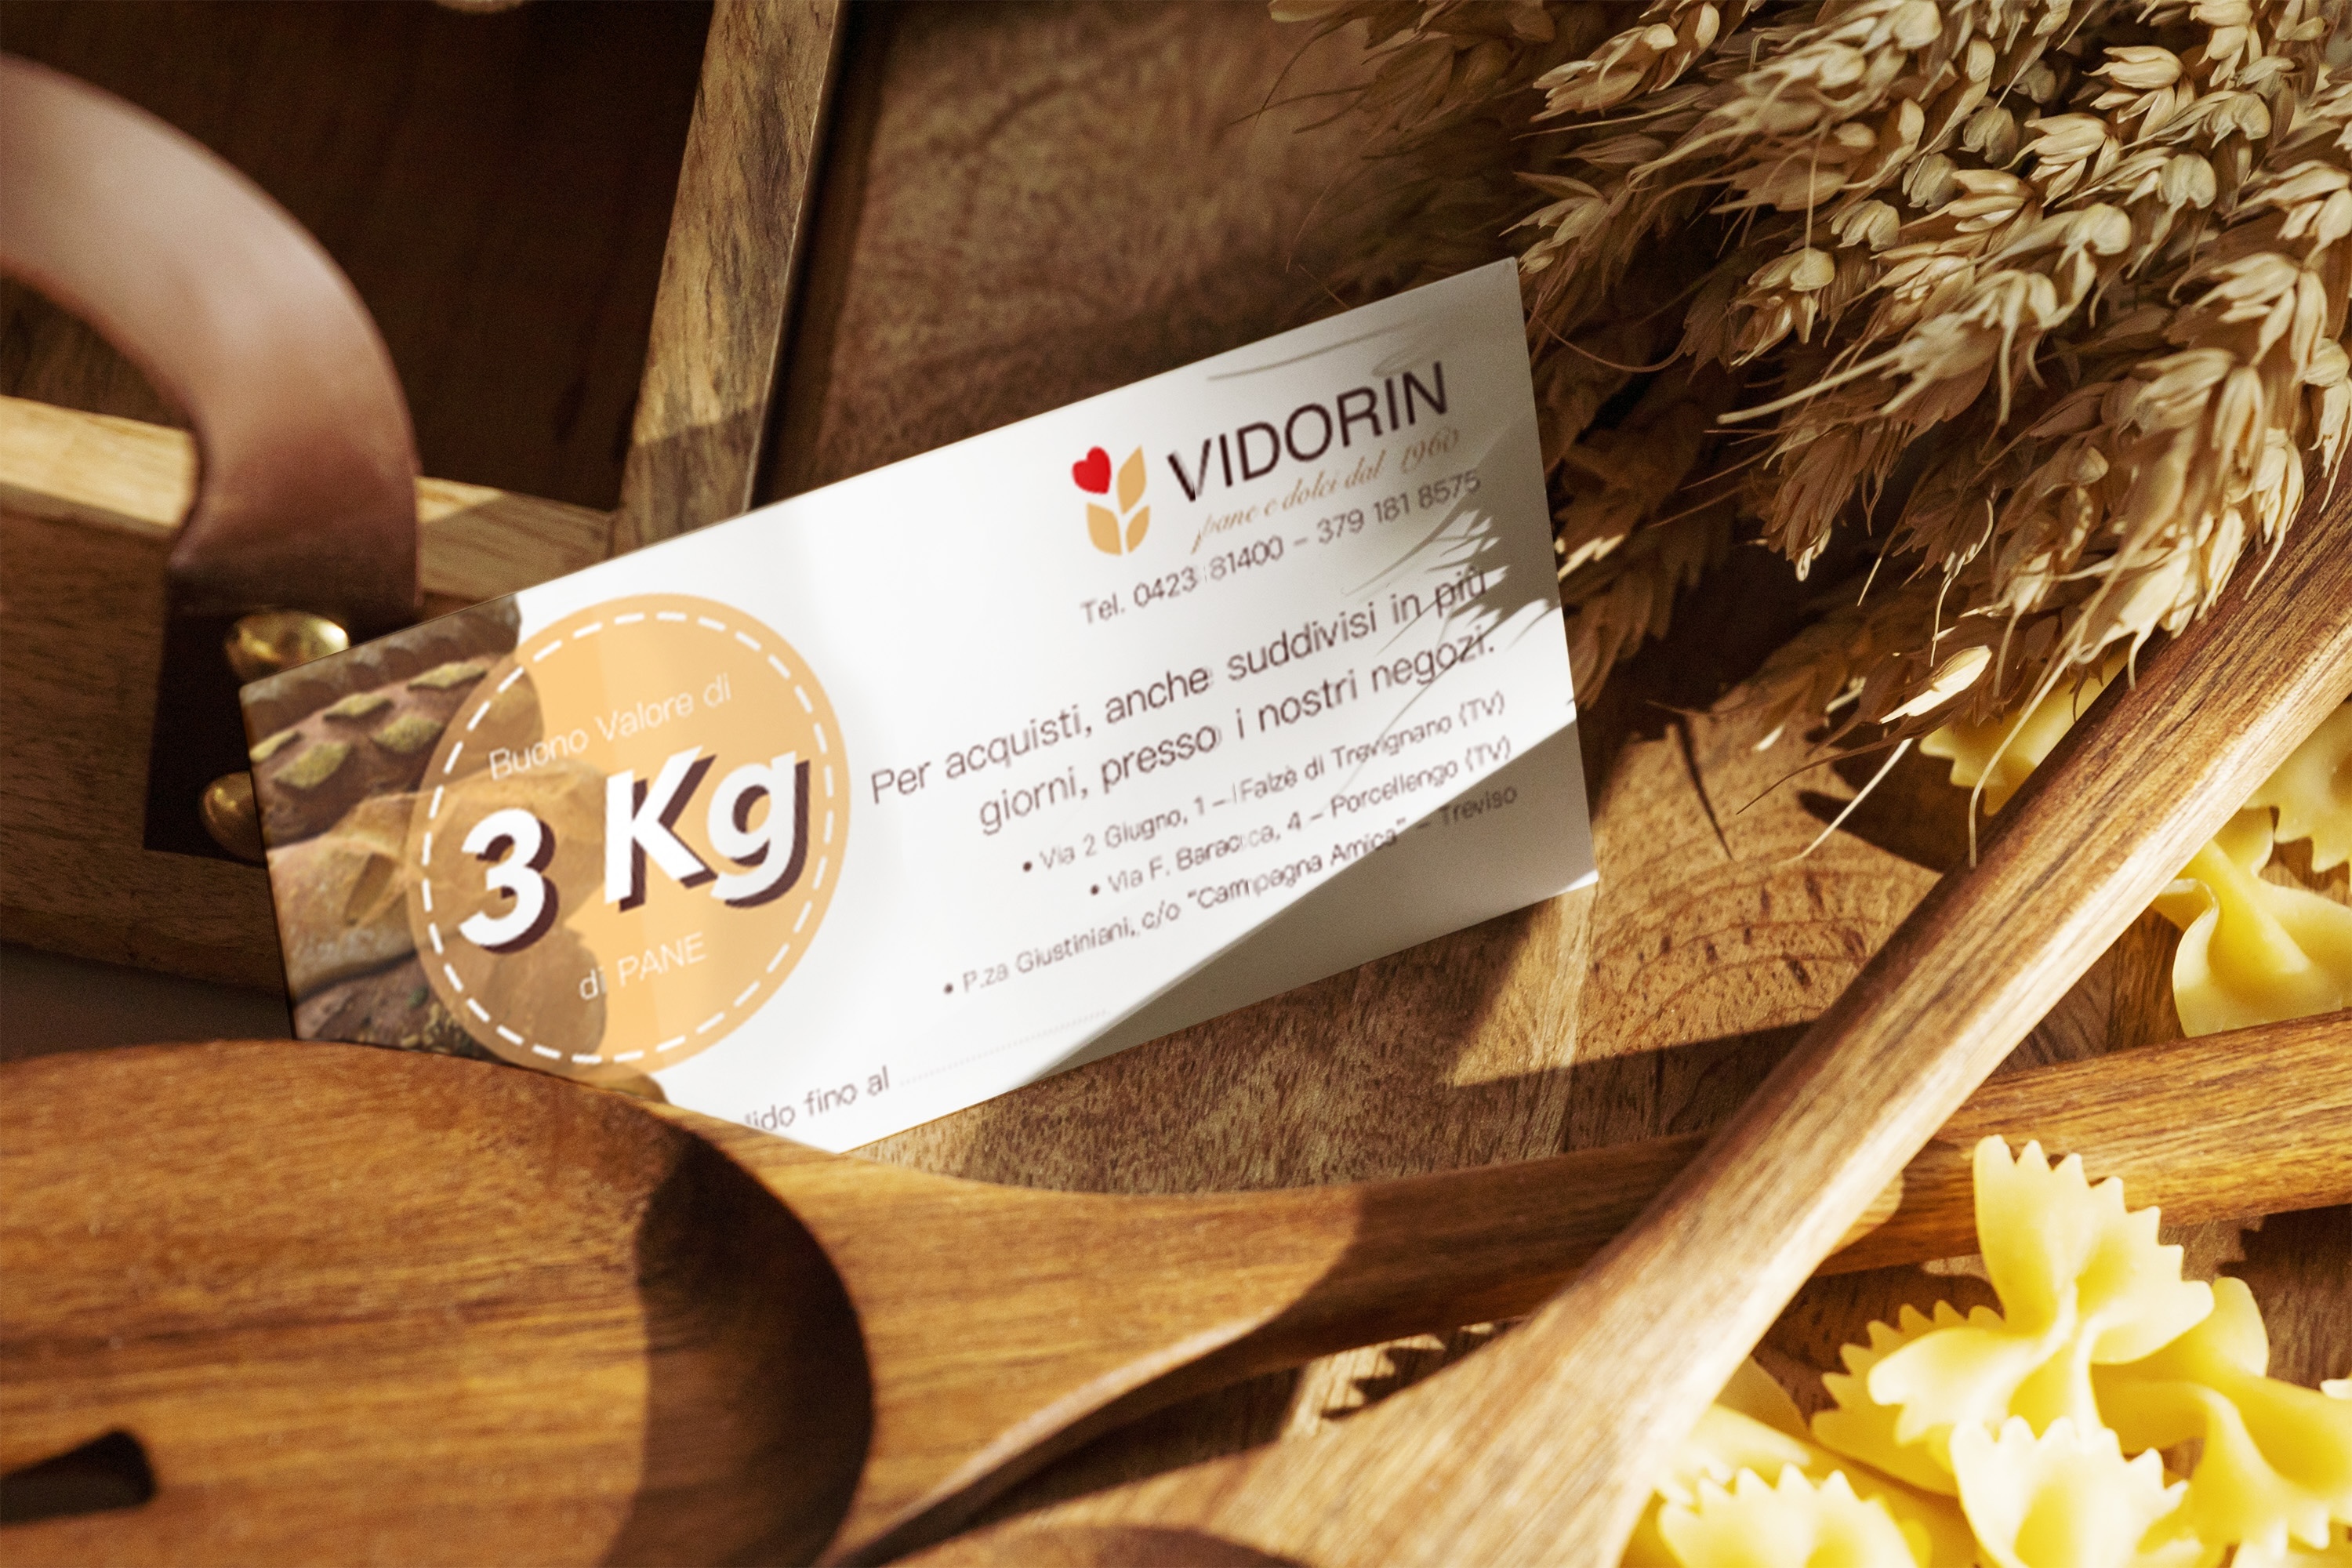 VIDORIN
pane e dolci dal 1960
Tel. 0423 81400 – 379 181 8575
Buono Valore di
3 Kg
di PANE
Per acquisti, anche suddivisi in più
giorni, presso i nostri negozi.
• Via 2 Giugno, 1 – Falzè di Trevignano (TV)
• Via F. Baracca, 4 – Porcellengo (TV)
• P.za Giustiniani, c/o “Campagna Amica” – Treviso
lido fino al ........................